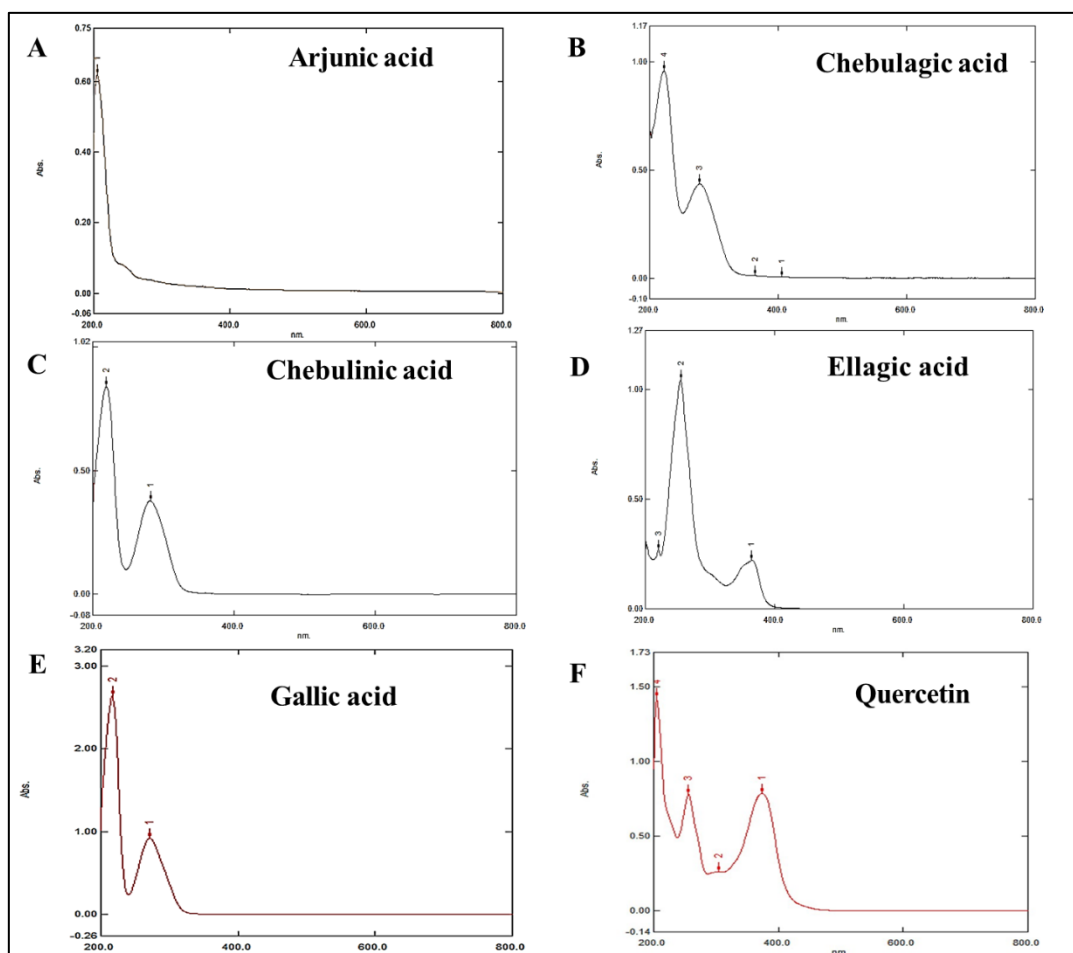 A
Arjunic acid
0.75
0.60
0.40
0.20
0.00
-0.06
Abs.
1
200.0
400.0
600.0
800.0
nm.
B
Chebulagic acid
1.17
1.00
0.50
0.00
-0.10
Abs.
4
3
2
1
200.0
400.0
600.0
800.0
nm.
C
Chebulinic acid
1.02
0.50
0.00
-0.08
Abs.
2
1
200.0
400.0
600.0
800.0
nm.
D
Ellagic acid
1.27
1.00
0.50
0.00
Abs.
3
2
1
200.0
400.0
600.0
800.0
nm.
E
Gallic acid
3.20
3.00
2.00
1.00
0.00
-0.26
Abs.
2
1
200.0
400.0
600.0
800.0
nm.
F
Quercetin
1.73
1.50
1.00
0.50
0.00
-0.14
Abs.
4
3
2
1
200.0
400.0
600.0
800.0
nm.